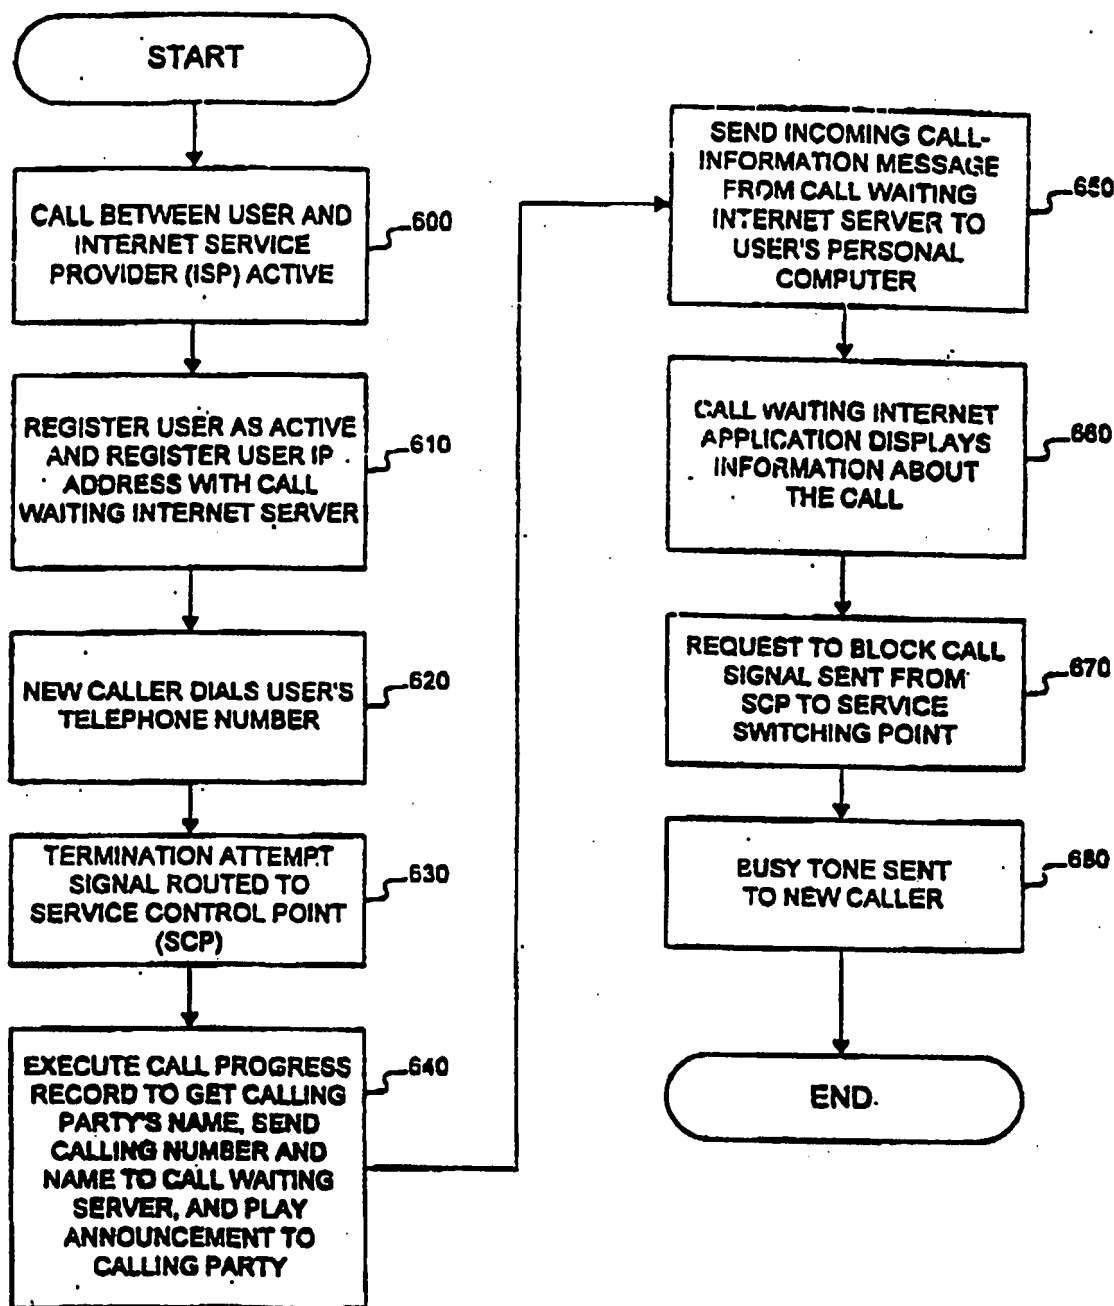 START
CALL BETWEEN USER AND
INTERNET SERVICE
PROVIDER (ISP) ACTIVE
600
REGISTER USER AS ACTIVE
AND REGISTER USER IP
ADDRESS WITH CALL
WAITING INTERNET SERVER
610
NEW CALLER DIALS USER'S
TELEPHONE NUMBER
620
TERMINATION ATTEMPT
SIGNAL ROUTED TO
SERVICE CONTROL POINT
(SCP)
630
EXECUTE CALL PROGRESS
RECORD TO GET CALLING
PARTY'S NAME, SEND
CALLING NUMBER AND
NAME TO CALL WAITING
SERVER, AND PLAY
ANNOUNCEMENT TO
CALLING PARTY
640
SEND INCOMING CALL-
INFORMATION MESSAGE
FROM CALL WAITING
INTERNET SERVER TO
USER'S PERSONAL
COMPUTER
650
CALL WAITING INTERNET
APPLICATION DISPLAYS
INFORMATION ABOUT
THE CALL
660
REQUEST TO BLOCK CALL
SIGNAL SENT FROM
SCP TO SERVICE
SWITCHING POINT
670
BUSY TONE SENT
TO NEW CALLER
680
END